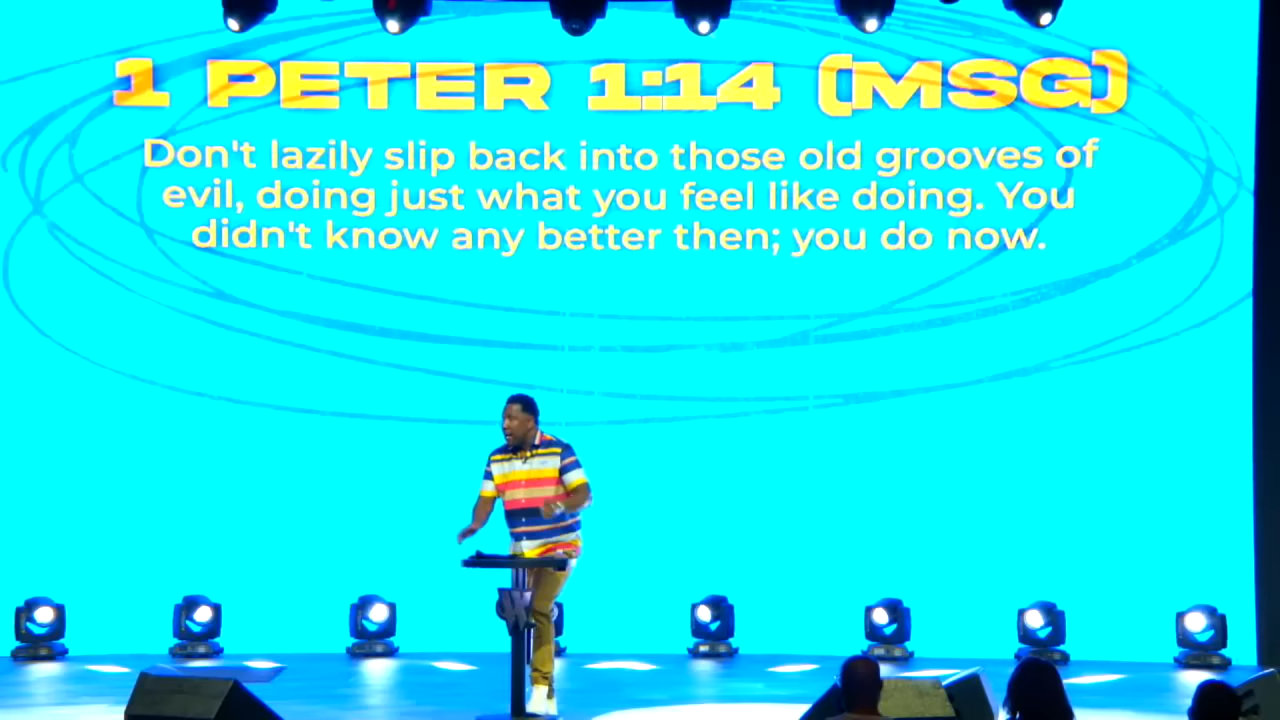 1 PETER 1:14 (MSG)
Don't lazily slip back into those old grooves of
evil, doing just what you feel like doing. You
didn't know any better then; you do now.